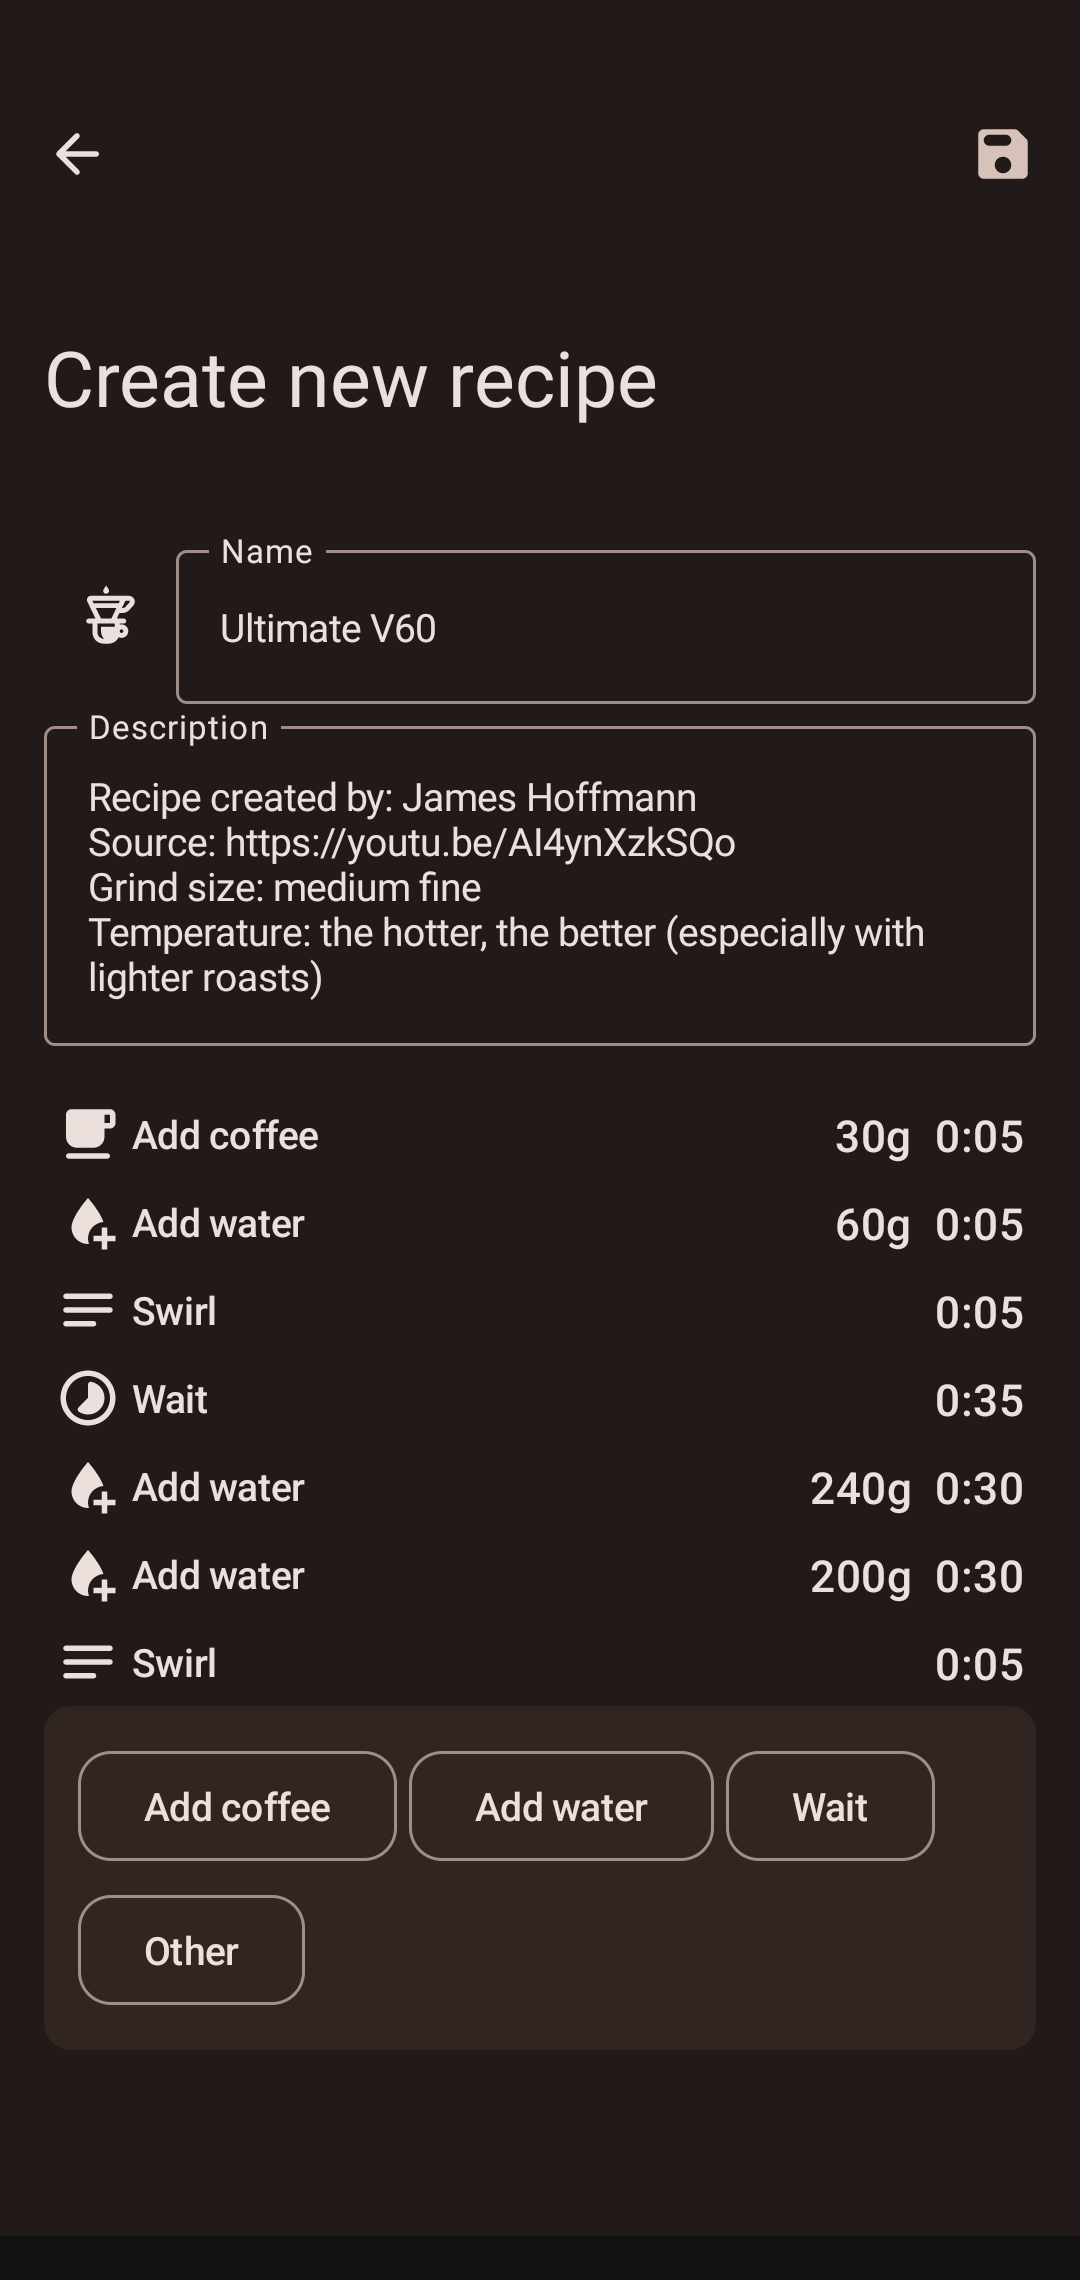 Create new recipe
Name
Ultimate V60
Description
Recipe created by: James Hoffmann
Source: https://youtu.be/AI4ynXzkSQo
Grind size: medium fine
Temperature: the hotter, the better (especially with
lighter roasts)
Add coffee 30g 0:05
Add water 60g 0:05
Swirl 0:05
Wait 0:35
Add water 240g 0:30
Add water 200g 0:30
Swirl 0:05
Add coffee Add water Wait
Other